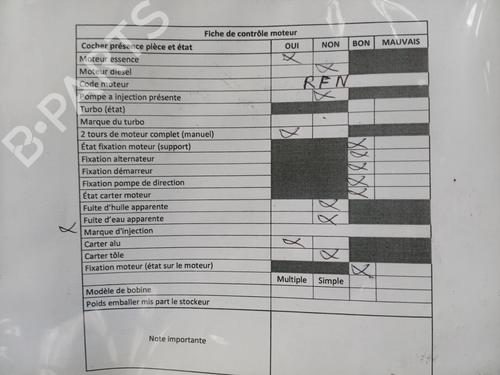 Fiche de contrôle moteur
Cocher présence pièce et état OUI NON BON MAUVAIS
Moteur essence X
Moteur diesel X
Code moteur RFN
Pompe a injection présente X
Turbo (état)
Marque du turbo
2 tours de moteur complet (manuel) X
État fixation moteur (support) X
Fixation alternateur X
Fixation démarreur X
Fixation pompe de direction X
État carter moteur X
Fuite d'huile apparente X
Fuite d'eau apparente X
X Marque d'injection
Carter alu X
Carter tôle X
Fixation moteur (état sur le moteur) X
Multiple Simple
Modèle de bobine
Poids emballer mis part le stockeur
Note importante
B-PARTS